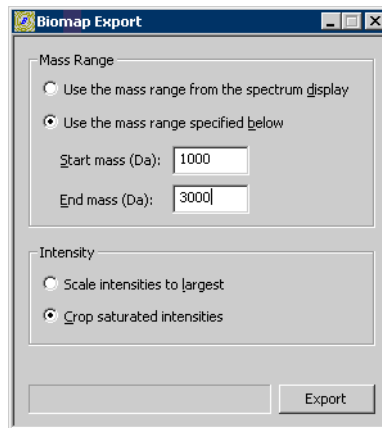 Biomap Export
Mass Range
Use the mass range from the spectrum display
Use the mass range specified below
Start mass (Da): 1000
End mass (Da): 3000
Intensity
Scale intensities to largest
Crop saturated intensities
Export